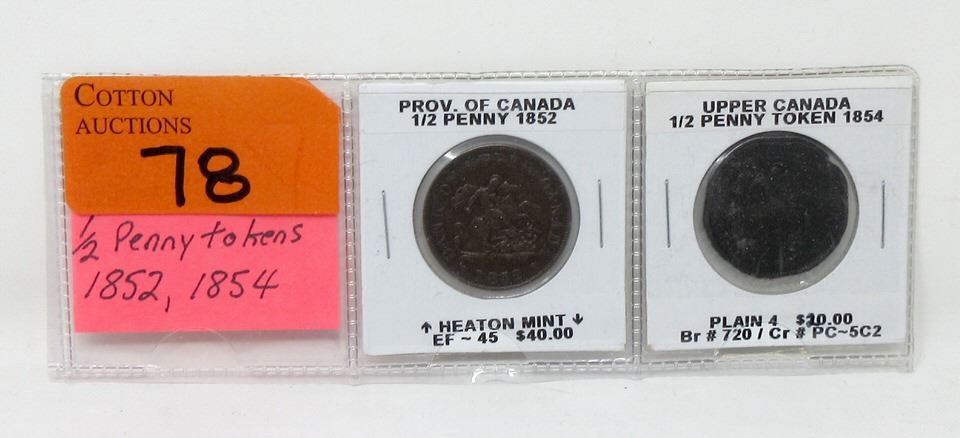 COTTON
AUCTIONS
78
1/2 Penny tokens
1852, 1854
PROV. OF CANADA
1/2 PENNY 1852
1852
↑ HEATON MINT ↓
EF ~ 45 $40.00
UPPER CANADA
1/2 PENNY TOKEN 1854
PLAIN 4 $20.00
Br # 720 / Cr # PC~5C2